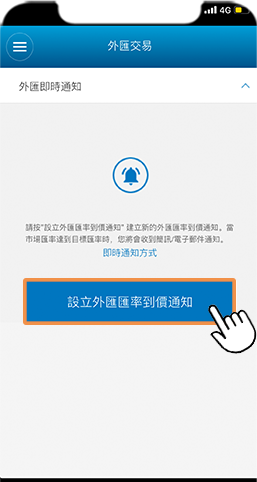 4G
外匯交易
外匯即時通知
請按"設立外匯匯率到價通知" 建立新的外匯匯率到價通知。當
市場匯率達到目標匯率時，您將會收到簡訊/電子郵件通知。
即時通知方式
設立外匯匯率到價通知